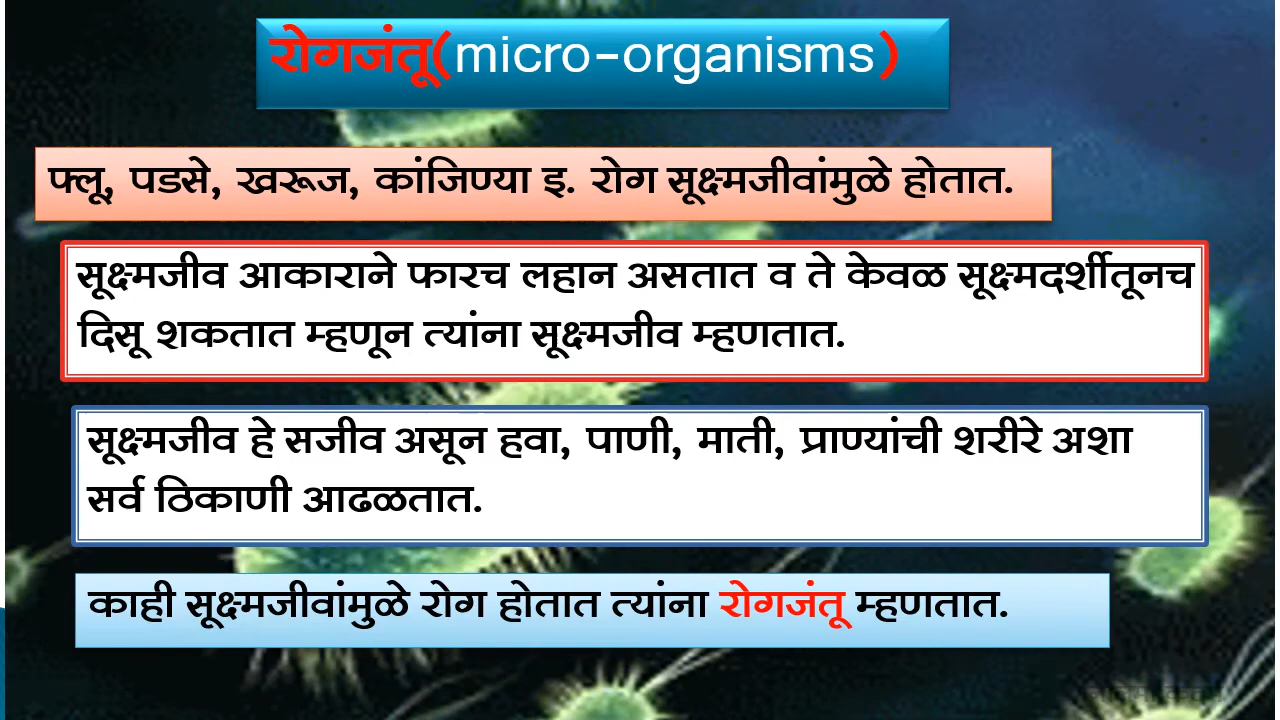 रोगजंतू(micro-organisms)
फ्लू, पडसे, खरूज, कांजिण्या इ. रोग सूक्ष्मजीवांमुळे होतात.
सूक्ष्मजीव आकाराने फारच लहान असतात व ते केवळ सूक्ष्मदर्शीतूनच
दिसू शकतात म्हणून त्यांना सूक्ष्मजीव म्हणतात.
सूक्ष्मजीव हे सजीव असून हवा, पाणी, माती, प्राण्यांची शरीरे अशा
सर्व ठिकाणी आढळतात.
काही सूक्ष्मजीवांमुळे रोग होतात त्यांना रोगजंतू म्हणतात.